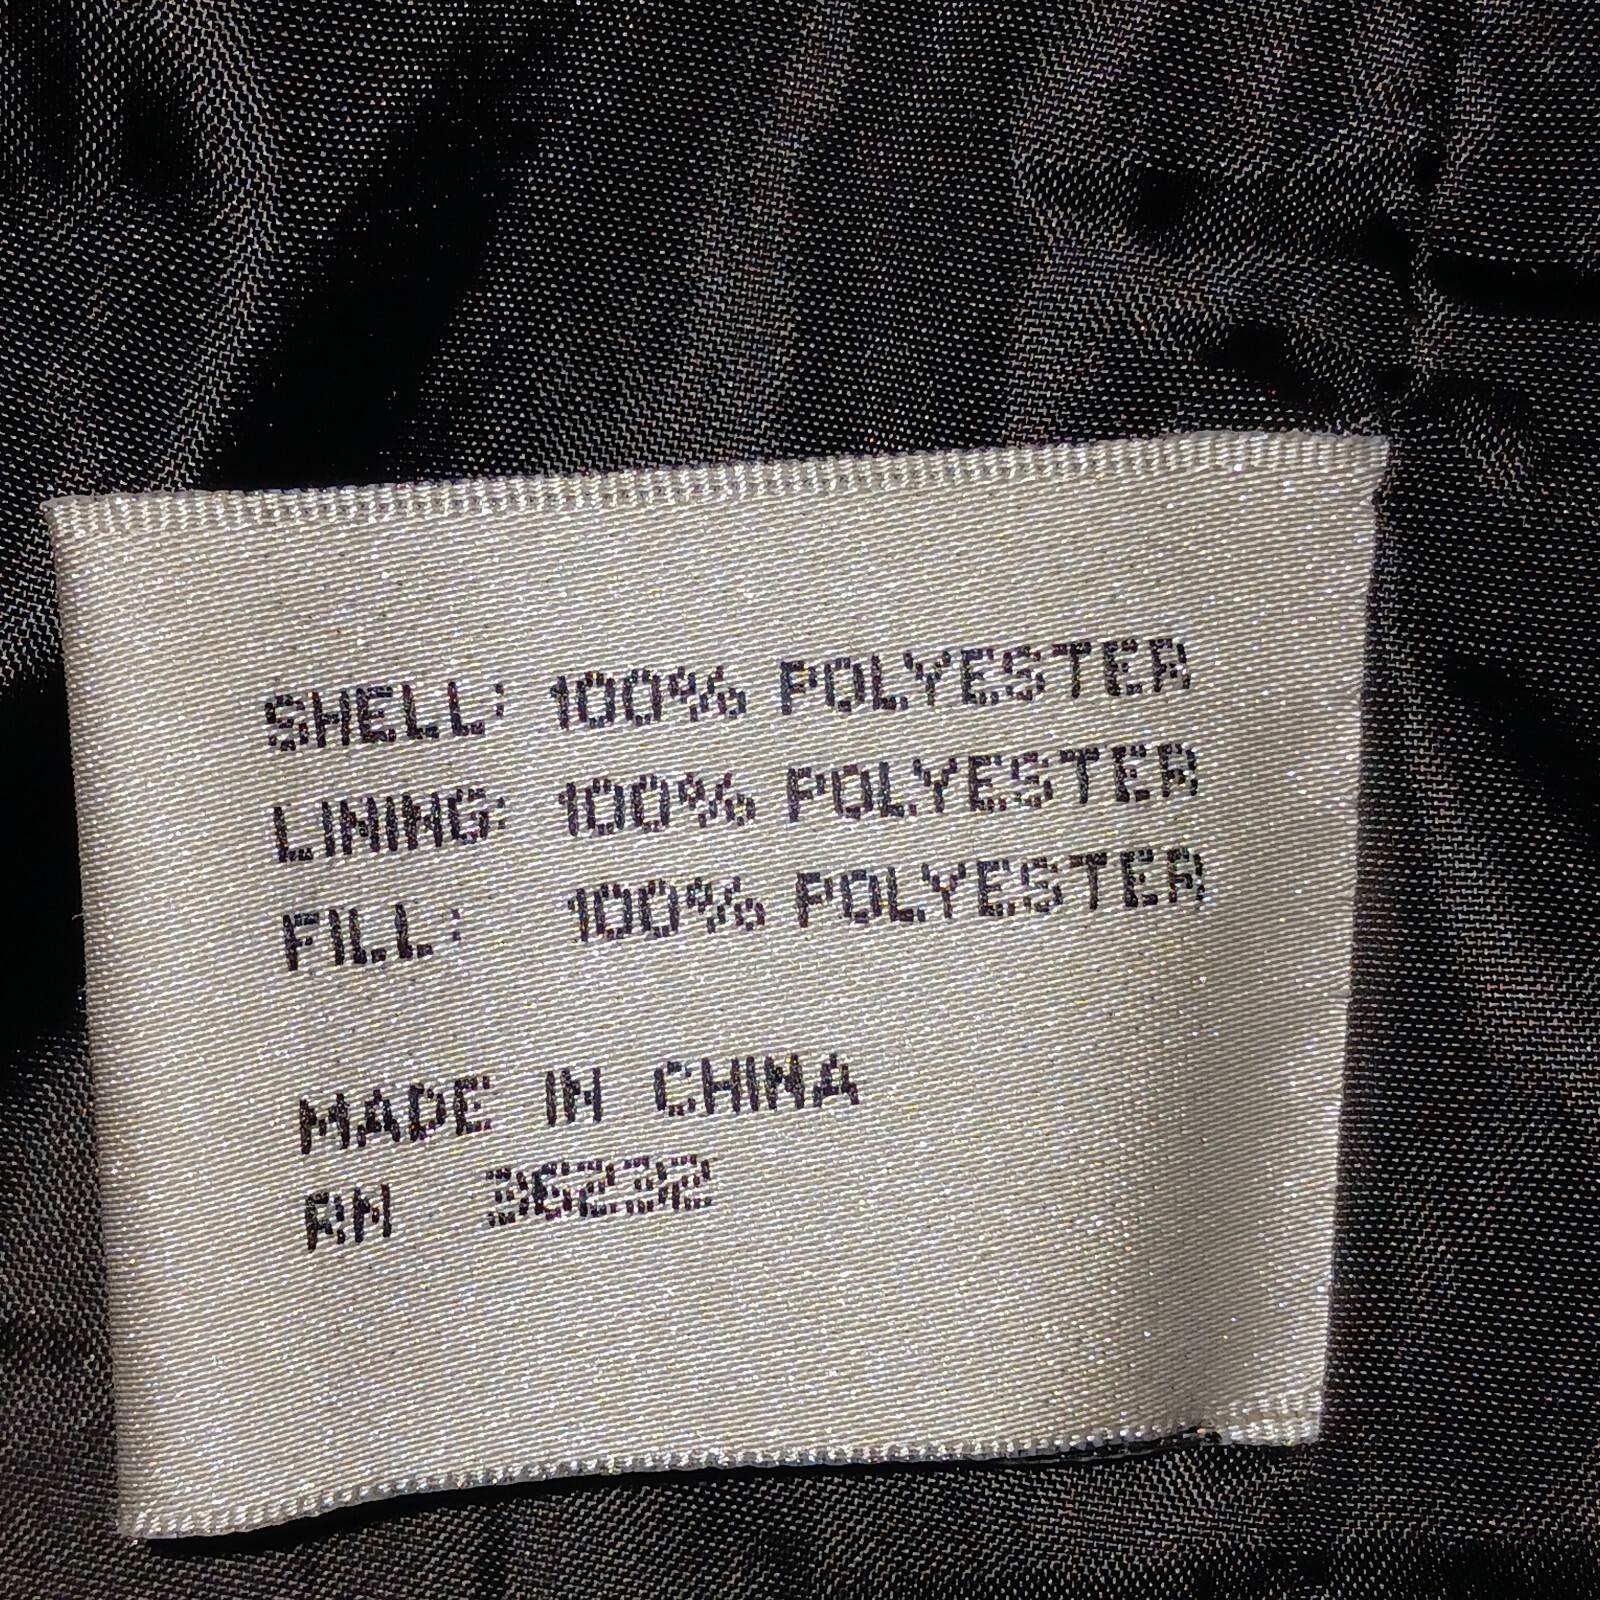 SHELL: 100% POLYESTER
LINING: 100% POLYESTER
FILL: 100% POLYESTER
MADE IN CHINA
RN 36232